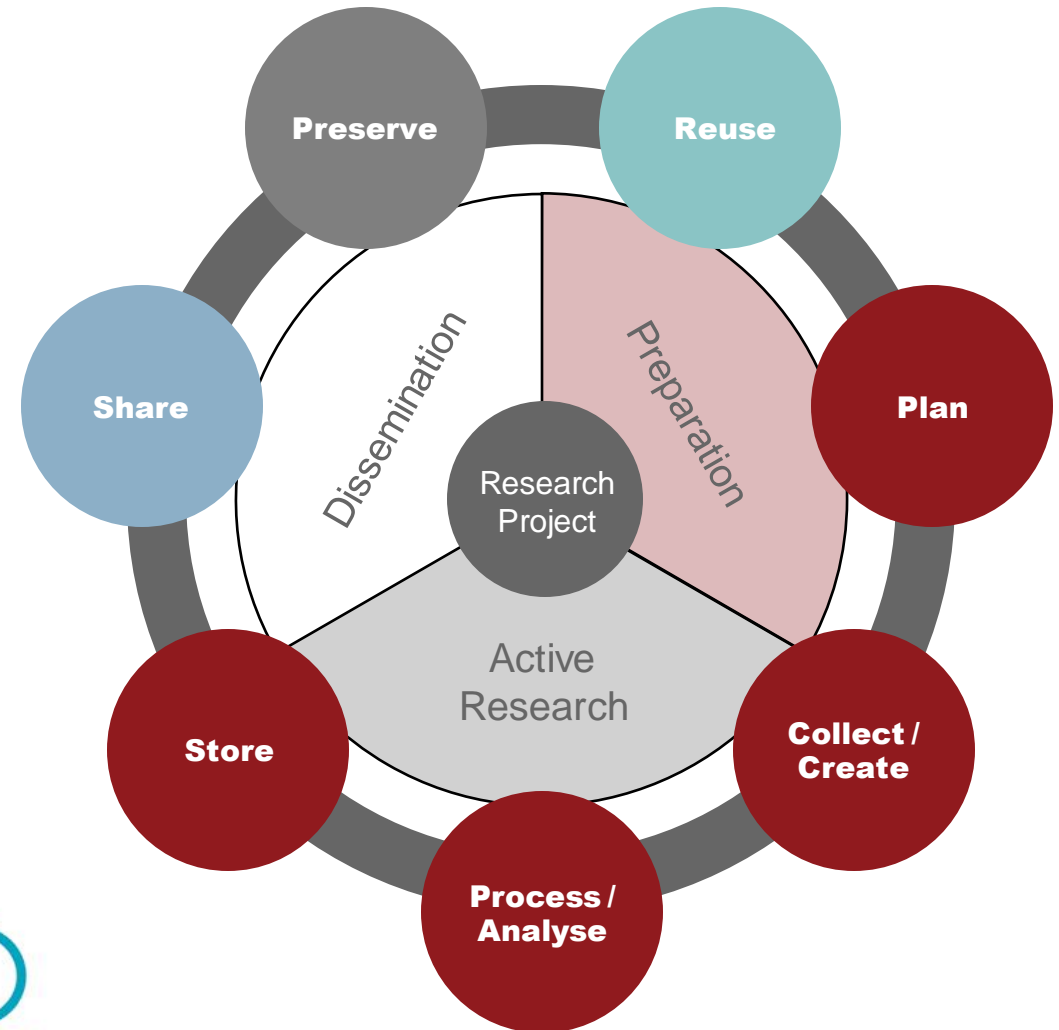 Preserve
Reuse
Share
Plan
Dissemination
Preparation
Research
Project
Active
Research
Store
Collect /
Create
Process /
Analyse